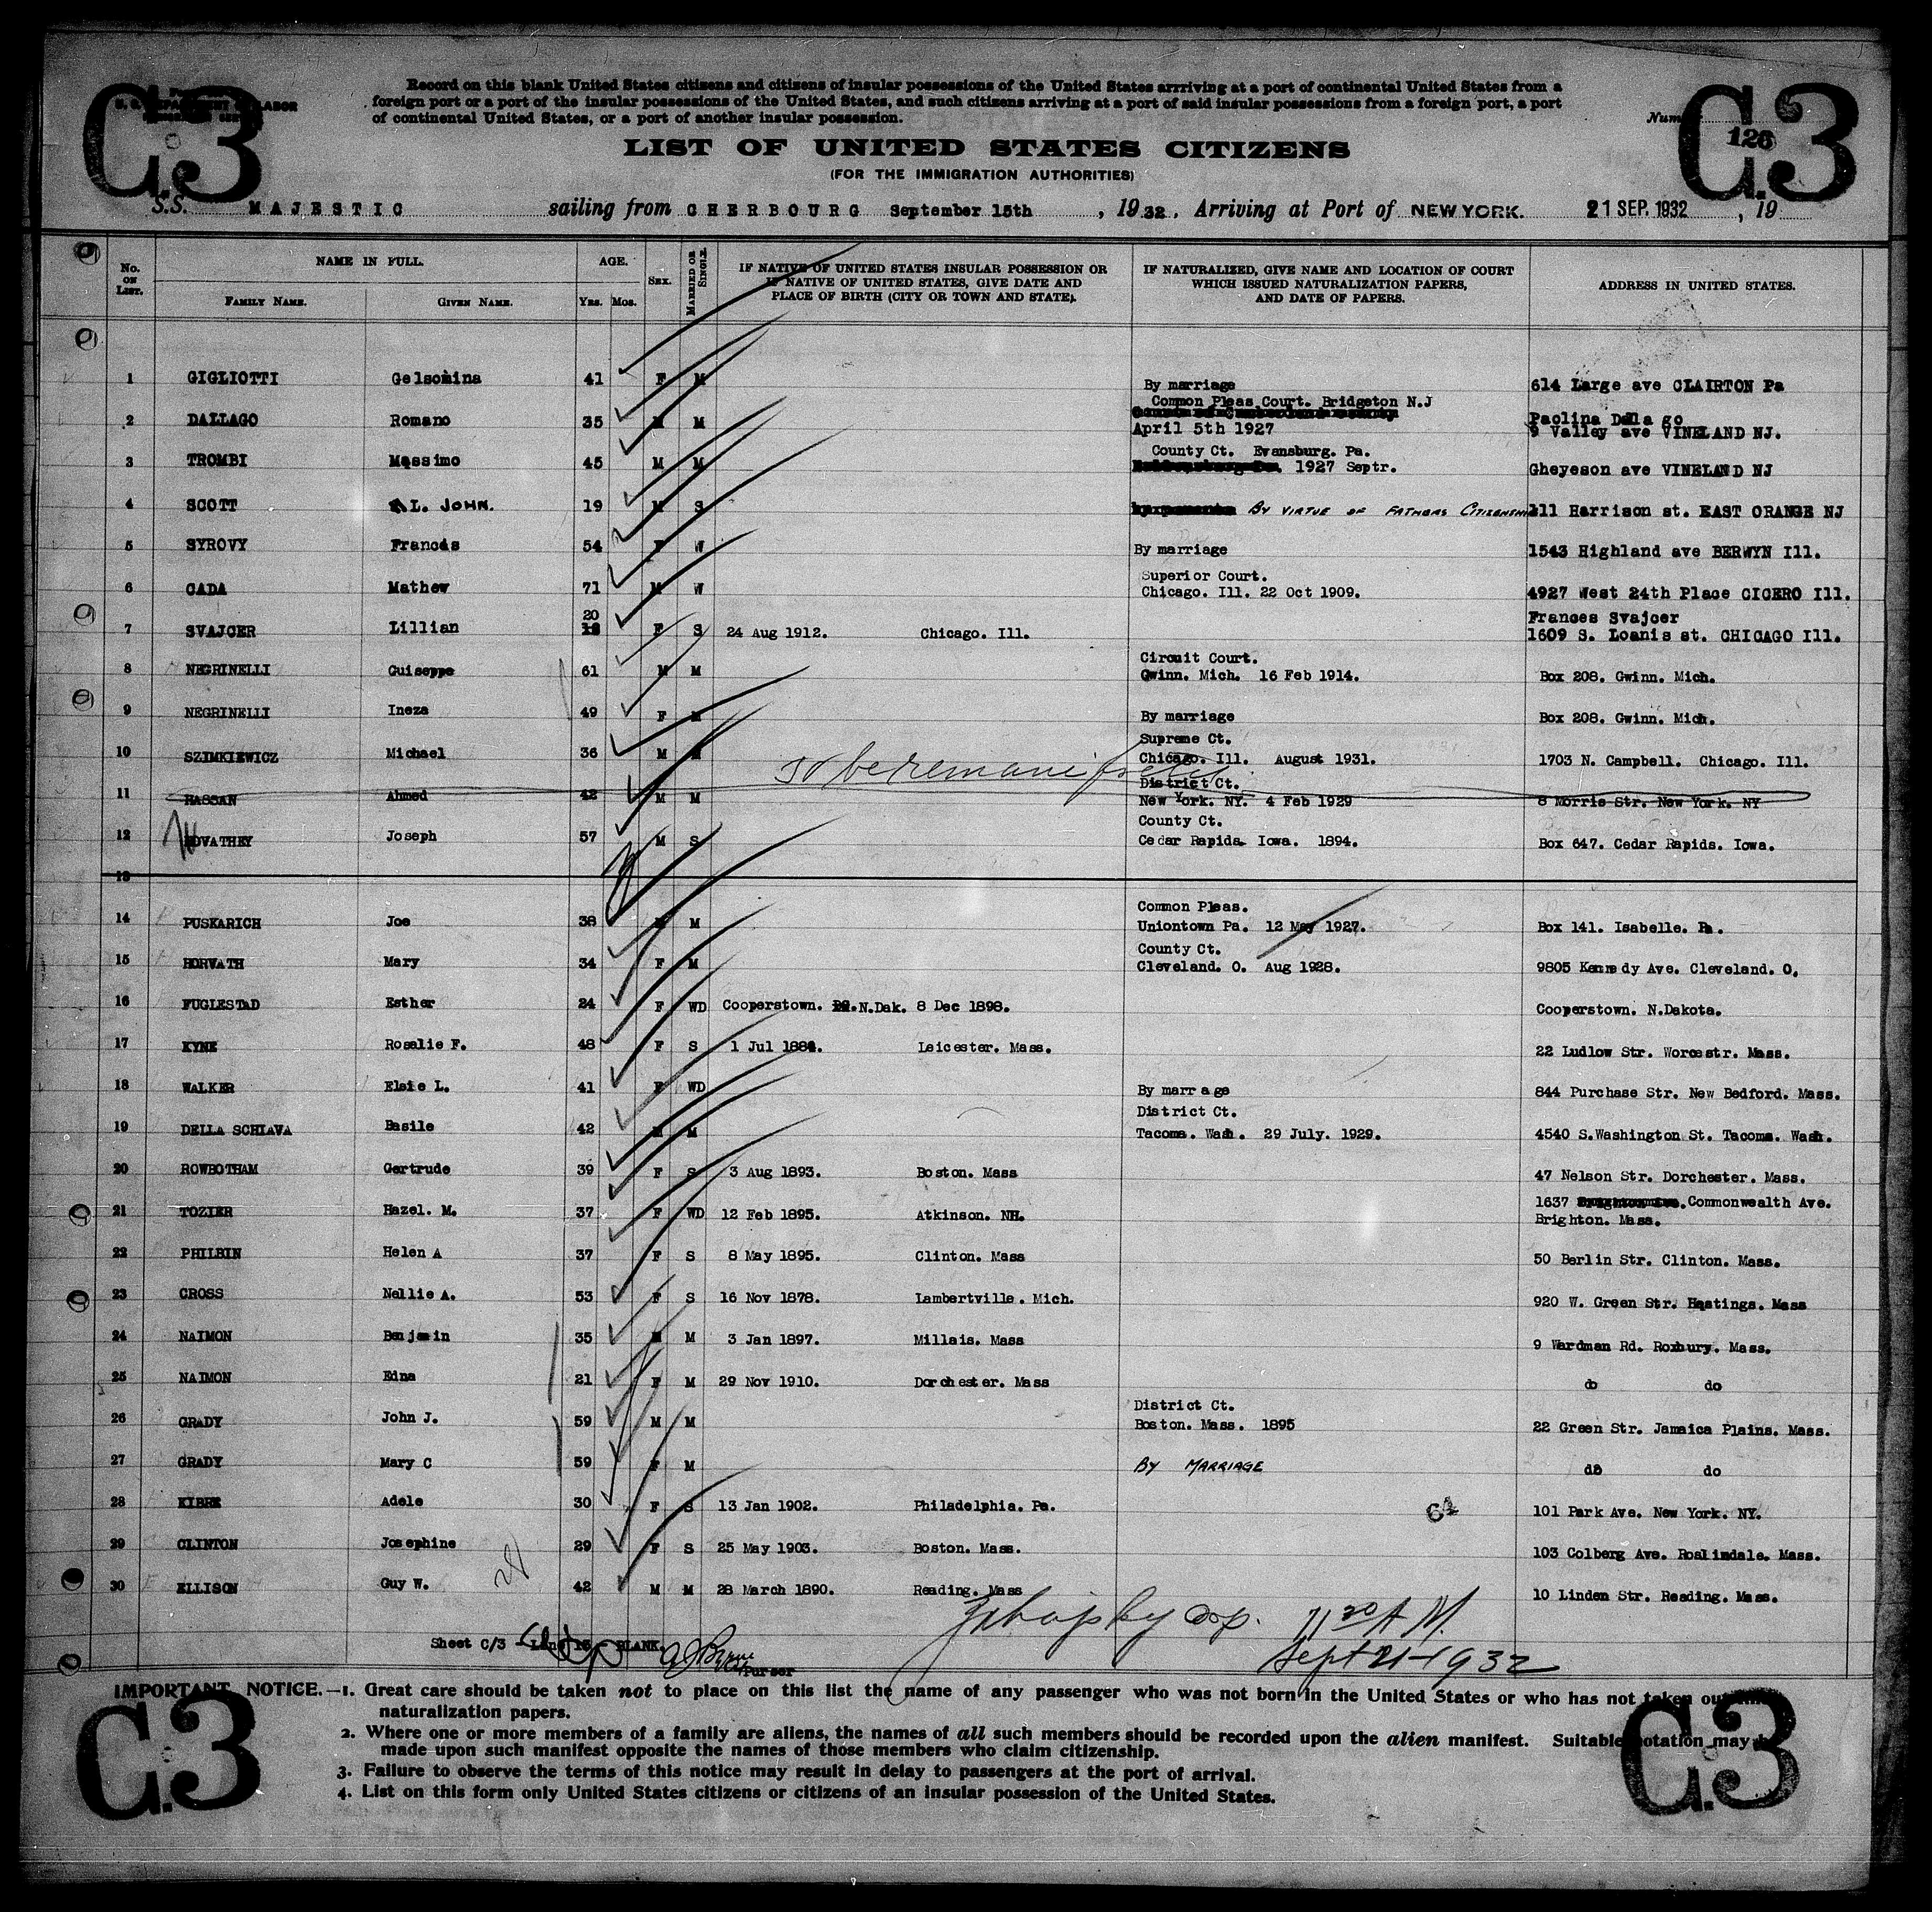 C.3
C.3
126
Record on this blank United States citizens and citizens of insular possessions of the United States arrriving at a port of continental United States from a
foreign port or a port of the insular possessions of the United States, and such citizens arriving at a port of said insular possessions from a foreign port, a port
of continental United States, or a port of another insular possession.
LIST OF UNITED STATES CITIZENS
(FOR THE IMMIGRATION AUTHORITIES)
S.S. MAJESTIC sailing from CHERBOURG September 15th, 1932. Arriving at Port of NEW YORK. 21 SEP. 1932, 19
No. ON LIST. NAME IN FULL. AGE. SEX. MARRIED OR SINGLE. IF NATIVE OF UNITED STATES INSULAR POSSESSION OR IF NATIVE OF UNITED STATES, GIVE DATE AND PLACE OF BIRTH (CITY OR TOWN AND STATE). IF NATURALIZED, GIVE NAME AND LOCATION OF COURT WHICH ISSUED NATURALIZATION PAPERS, AND DATE OF PAPERS. ADDRESS IN UNITED STATES.
FAMILY NAME. GIVEN NAME. Yrs. Mos.
1 GIGLIOTTI Gelsomina 41 F M By marriage 614 Large ave CLAIRTON Pa
Common Pleas Court. Bridgeton N.J
2 DALLAGO Romano 35 M M April 5th 1927 Paolina Dalla go
9 Valley ave VINELAND NJ.
County Ct. Evansburg. Pa.
3 TROMBI Massimo 45 M M 1927 Septr. Gheyeson ave VINELAND NJ
4 SCOTT L. JOHN. 19 M S BY VIRTUE OF FATHERS CITIZENSHIP 111 Harrison st. EAST ORANGE NJ
5 SYROVY Francés 54 F W By marriage 1543 Highland ave BERWYN Ill.
Superior Court.
6 CADA Mathew 71 M W Chicago. Ill. 22 Oct 1909. 4927 West 24th Place CICERO Ill.
20 Frances Svajcer
7 SVAJCER Lillian F S 24 Aug 1912. Chicago. Ill. 1609 S. Loanis st. CHICAGO Ill.
Circuit Court.
8 NEGRINELLI Guiseppe 61 M M Gwinn. Mich. 16 Feb 1914. Box 208. Gwinn. Mich.
9 NEGRINELLI Ineza 49 F M By marriage Box 208. Gwinn. Mich.
Supreme Ct.
10 SZIMKIEWICZ Michael 36 M M Chicago. Ill. August 1931. 1703 N. Campbell. Chicago. Ill.
to be remanifested
District Ct.
11 HASSAN Ahmed 42 M M New York. NY. 4 Feb 1929 8 Morris Str. New York. NY
County Ct.
12 HOVATHEY Joseph 57 M S Cedar Rapids. Iowa. 1894. Box 647. Cedar Rapids. Iowa.
13
Common Pleas.
14 PUSKARICH Joe 38 M M Uniontown Pa. 12 May 1927. Box 141. Isabelle. Pa.
County Ct.
15 HORVATH Mary 34 F M Cleveland. O. Aug 1928. 9805 Kennedy Ave. Cleveland. O.
16 FUGLESTAD Esther 24 F WD Cooperstown. N.Dak. 8 Dec 1898. Cooperstown. N.Dakota.
17 KYNE Rosalie F. 48 F S 1 Jul 1884. Leicester. Mass. 22 Ludlow Str. Worcestr. Mass.
18 WALKER Elsie L. 41 F WD By marr age 844 Purchase Str. New Bedford. Mass.
District Ct.
19 DELLA SCHIAVA Basile 42 M M Tacoma. Wash. 29 July. 1929. 4540 S.Washington St. Tacoma. Wash.
20 ROWBOTHAM Gertrude 39 F S 3 Aug 1893. Boston. Mass 47 Nelson Str. Dorchester. Mass.
21 TOZIER Hazel. M. 37 F WD 12 Feb 1895. Atkinson. NH. 1637 Commonwealth Ave.
Brighton. Mass.
22 PHILBIN Helen A 37 F S 8 May 1895. Clinton. Mass 50 Berlin Str. Clinton. Mass.
23 CROSS Nellie A. 53 F S 16 Nov 1878. Lambertville. Mich. 920 W. Green Str. Hastings. Mass
24 NAIMON Benjamin 35 M M 3 Jan 1897. Millais. Mass 9 Wardman Rd. Roxbury. Mass.
25 NAIMON Edna 21 F M 29 Nov 1910. Dorchester. Mass do do
District Ct.
26 GRADY John J. 59 M M Boston. Mass. 1895 22 Green Str. Jamaica Plains. Mass.
27 GRADY Mary C 59 F M BY MARRIAGE do do
28 KIBRE Adele 30 F S 13 Jan 1902. Philadelphia. Pa. 101 Park Ave. New York. NY.
29 CLINTON Josephine 29 F S 25 May 1903. Boston. Mass. 103 Colberg Ave. Roslindale. Mass.
30 ELLISON Guy W. 42 M M 28 March 1890. Reading. Mass 10 Linden Str. Reading. Mass.
11 20 A M.
Sept 21-1932
Sheet C/3 - Line 13 - BLANK.
Purser
IMPORTANT NOTICE.—1. Great care should be taken not to place on this list the name of any passenger who was not born in the United States or who has not taken out
naturalization papers.
2. Where one or more members of a family are aliens, the names of all such members should be recorded upon the alien manifest. Suitable notation may
made upon such manifest opposite the names of those members who claim citizenship.
3. Failure to observe the terms of this notice may result in delay to passengers at the port of arrival.
4. List on this form only United States citizens or citizens of an insular possession of the United States.
C.3
C.3